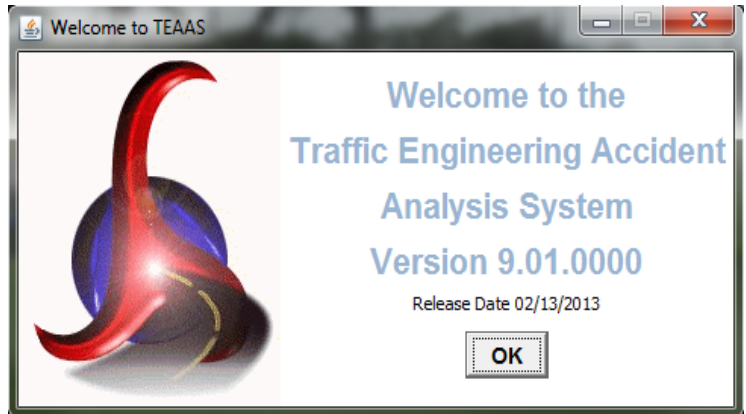 Welcome to TEAAS
Welcome to the
Traffic Engineering Accident
Analysis System
Version 9.01.0000
Release Date 02/13/2013
OK